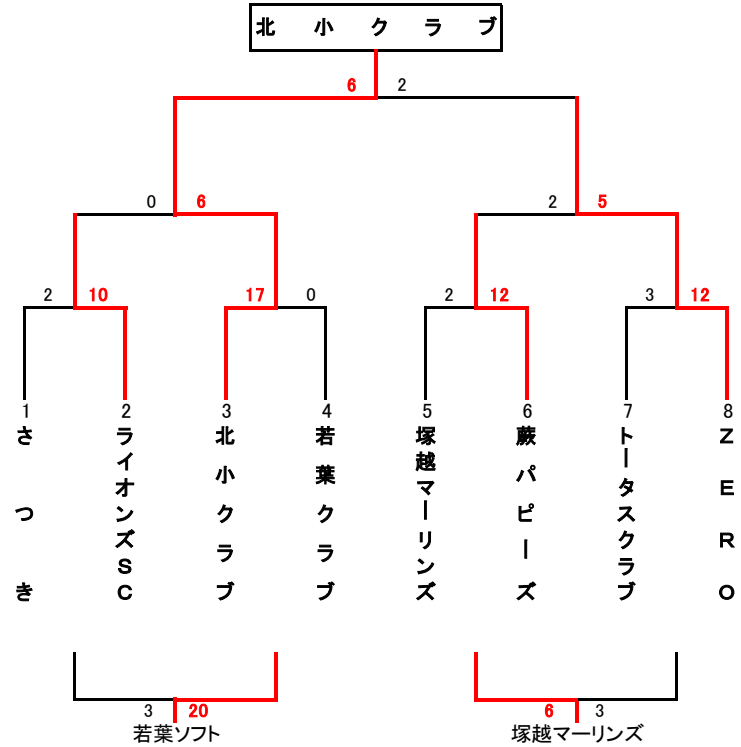 北小クラブ
6 2
0 6 2 5
2 10 17 0 2 12 3 12
1 2 3 4 5 6 7 8
さつき
ライオンズSC
北小クラブ
若葉クラブ
塚越マーリンズ
蕨パピーズ
トータスクラブ
ZERO
3 20 6 3
若葉ソフト 塚越マーリンズ